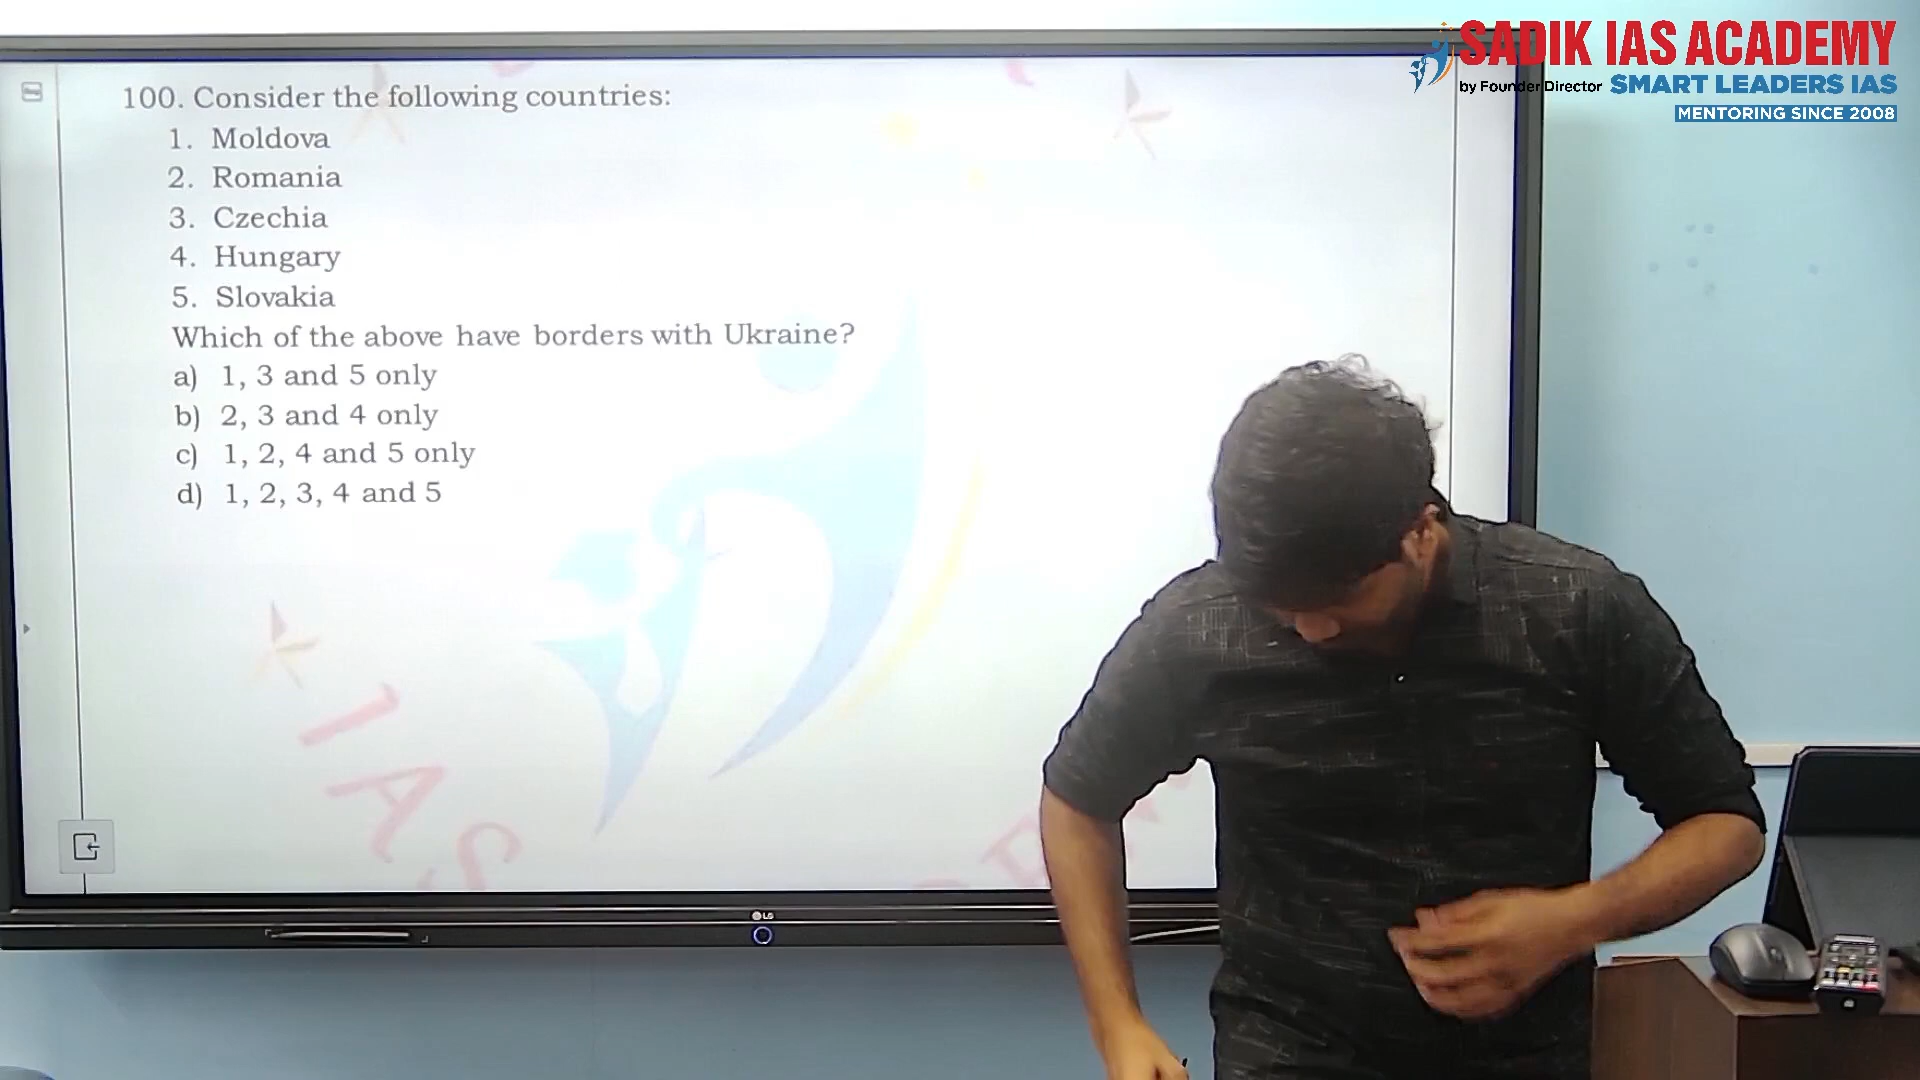 SADIK IAS ACADEMY
by Founder Director SMART LEADERS IAS
MENTORING SINCE 2008
100. Consider the following countries:
1. Moldova
2. Romania
3. Czechia
4. Hungary
5. Slovakia
Which of the above have borders with Ukraine?
a) 1, 3 and 5 only
b) 2, 3 and 4 only
c) 1, 2, 4 and 5 only
d) 1, 2, 3, 4 and 5
IAS
LG